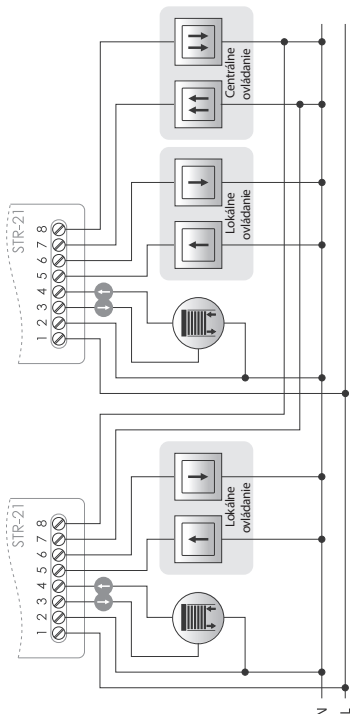 STR-21
1 2 3 4 5 6 7 8
Lokálne
ovládanie
STR-21
1 2 3 4 5 6 7 8
Lokálne
ovládanie
Centrálne
ovládanie
N
L